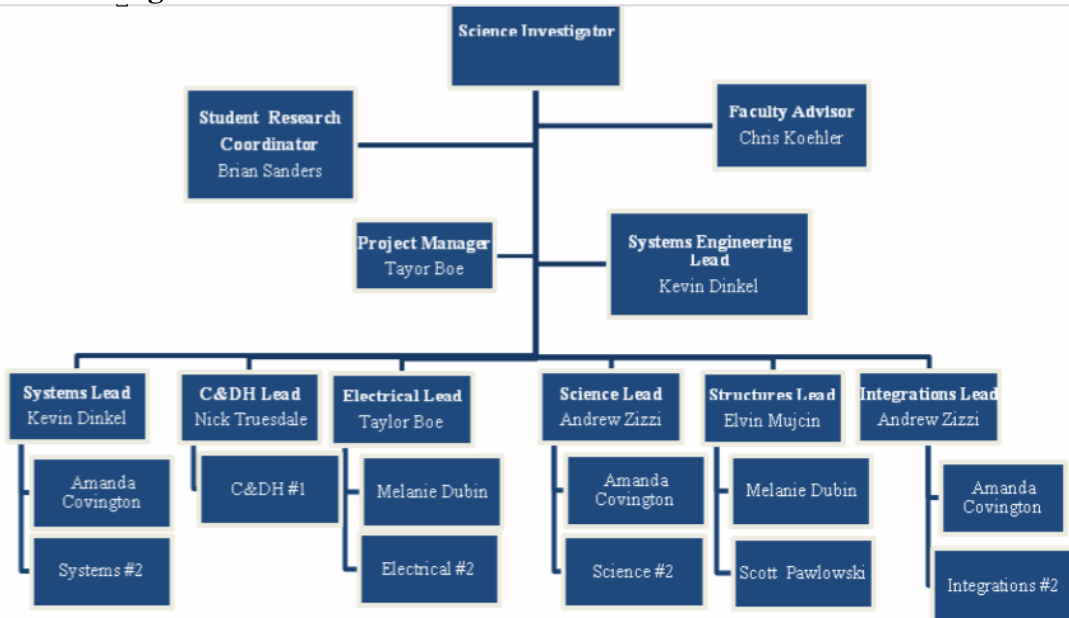 Science Investigator
Student Research
Coordinator
Brian Sanders
Faculty Advisor
Chris Koehler
Project Manager
Tayor Boe
Systems Engineering
Lead
Kevin Dinkel
Systems Lead
Kevin Dinkel
C&DH Lead
Nick Truesdale
Electrical Lead
Taylor Boe
Science Lead
Andrew Zizzi
Structures Lead
Elvin Mujcin
Integrations Lead
Andrew Zizzi
Amanda
Covington
Systems #2
C&DH #1
Melanie Dubin
Electrical #2
Amanda
Covington
Science #2
Melanie Dubin
Scott Pawlowski
Amanda
Covington
Integrations #2